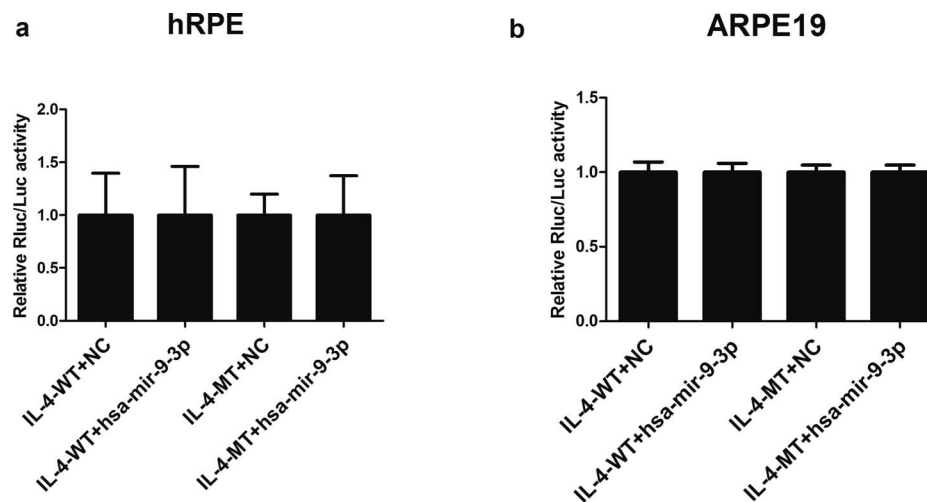 a
hRPE
Relative Rluc/Luc activity
2.0
1.5
1.0
0.5
0.0
IL-4-WT+NC
IL-4-WT+hsa-mir-9-3p
IL-4-MT+NC
IL-4-MT+hsa-mir-9-3p
b
ARPE19
Relative Rluc/Luc activity
1.5
1.0
0.5
0.0
IL-4-WT+NC
IL-4-WT+hsa-mir-9-3p
IL-4-MT+NC
IL-4-MT+hsa-mir-9-3p